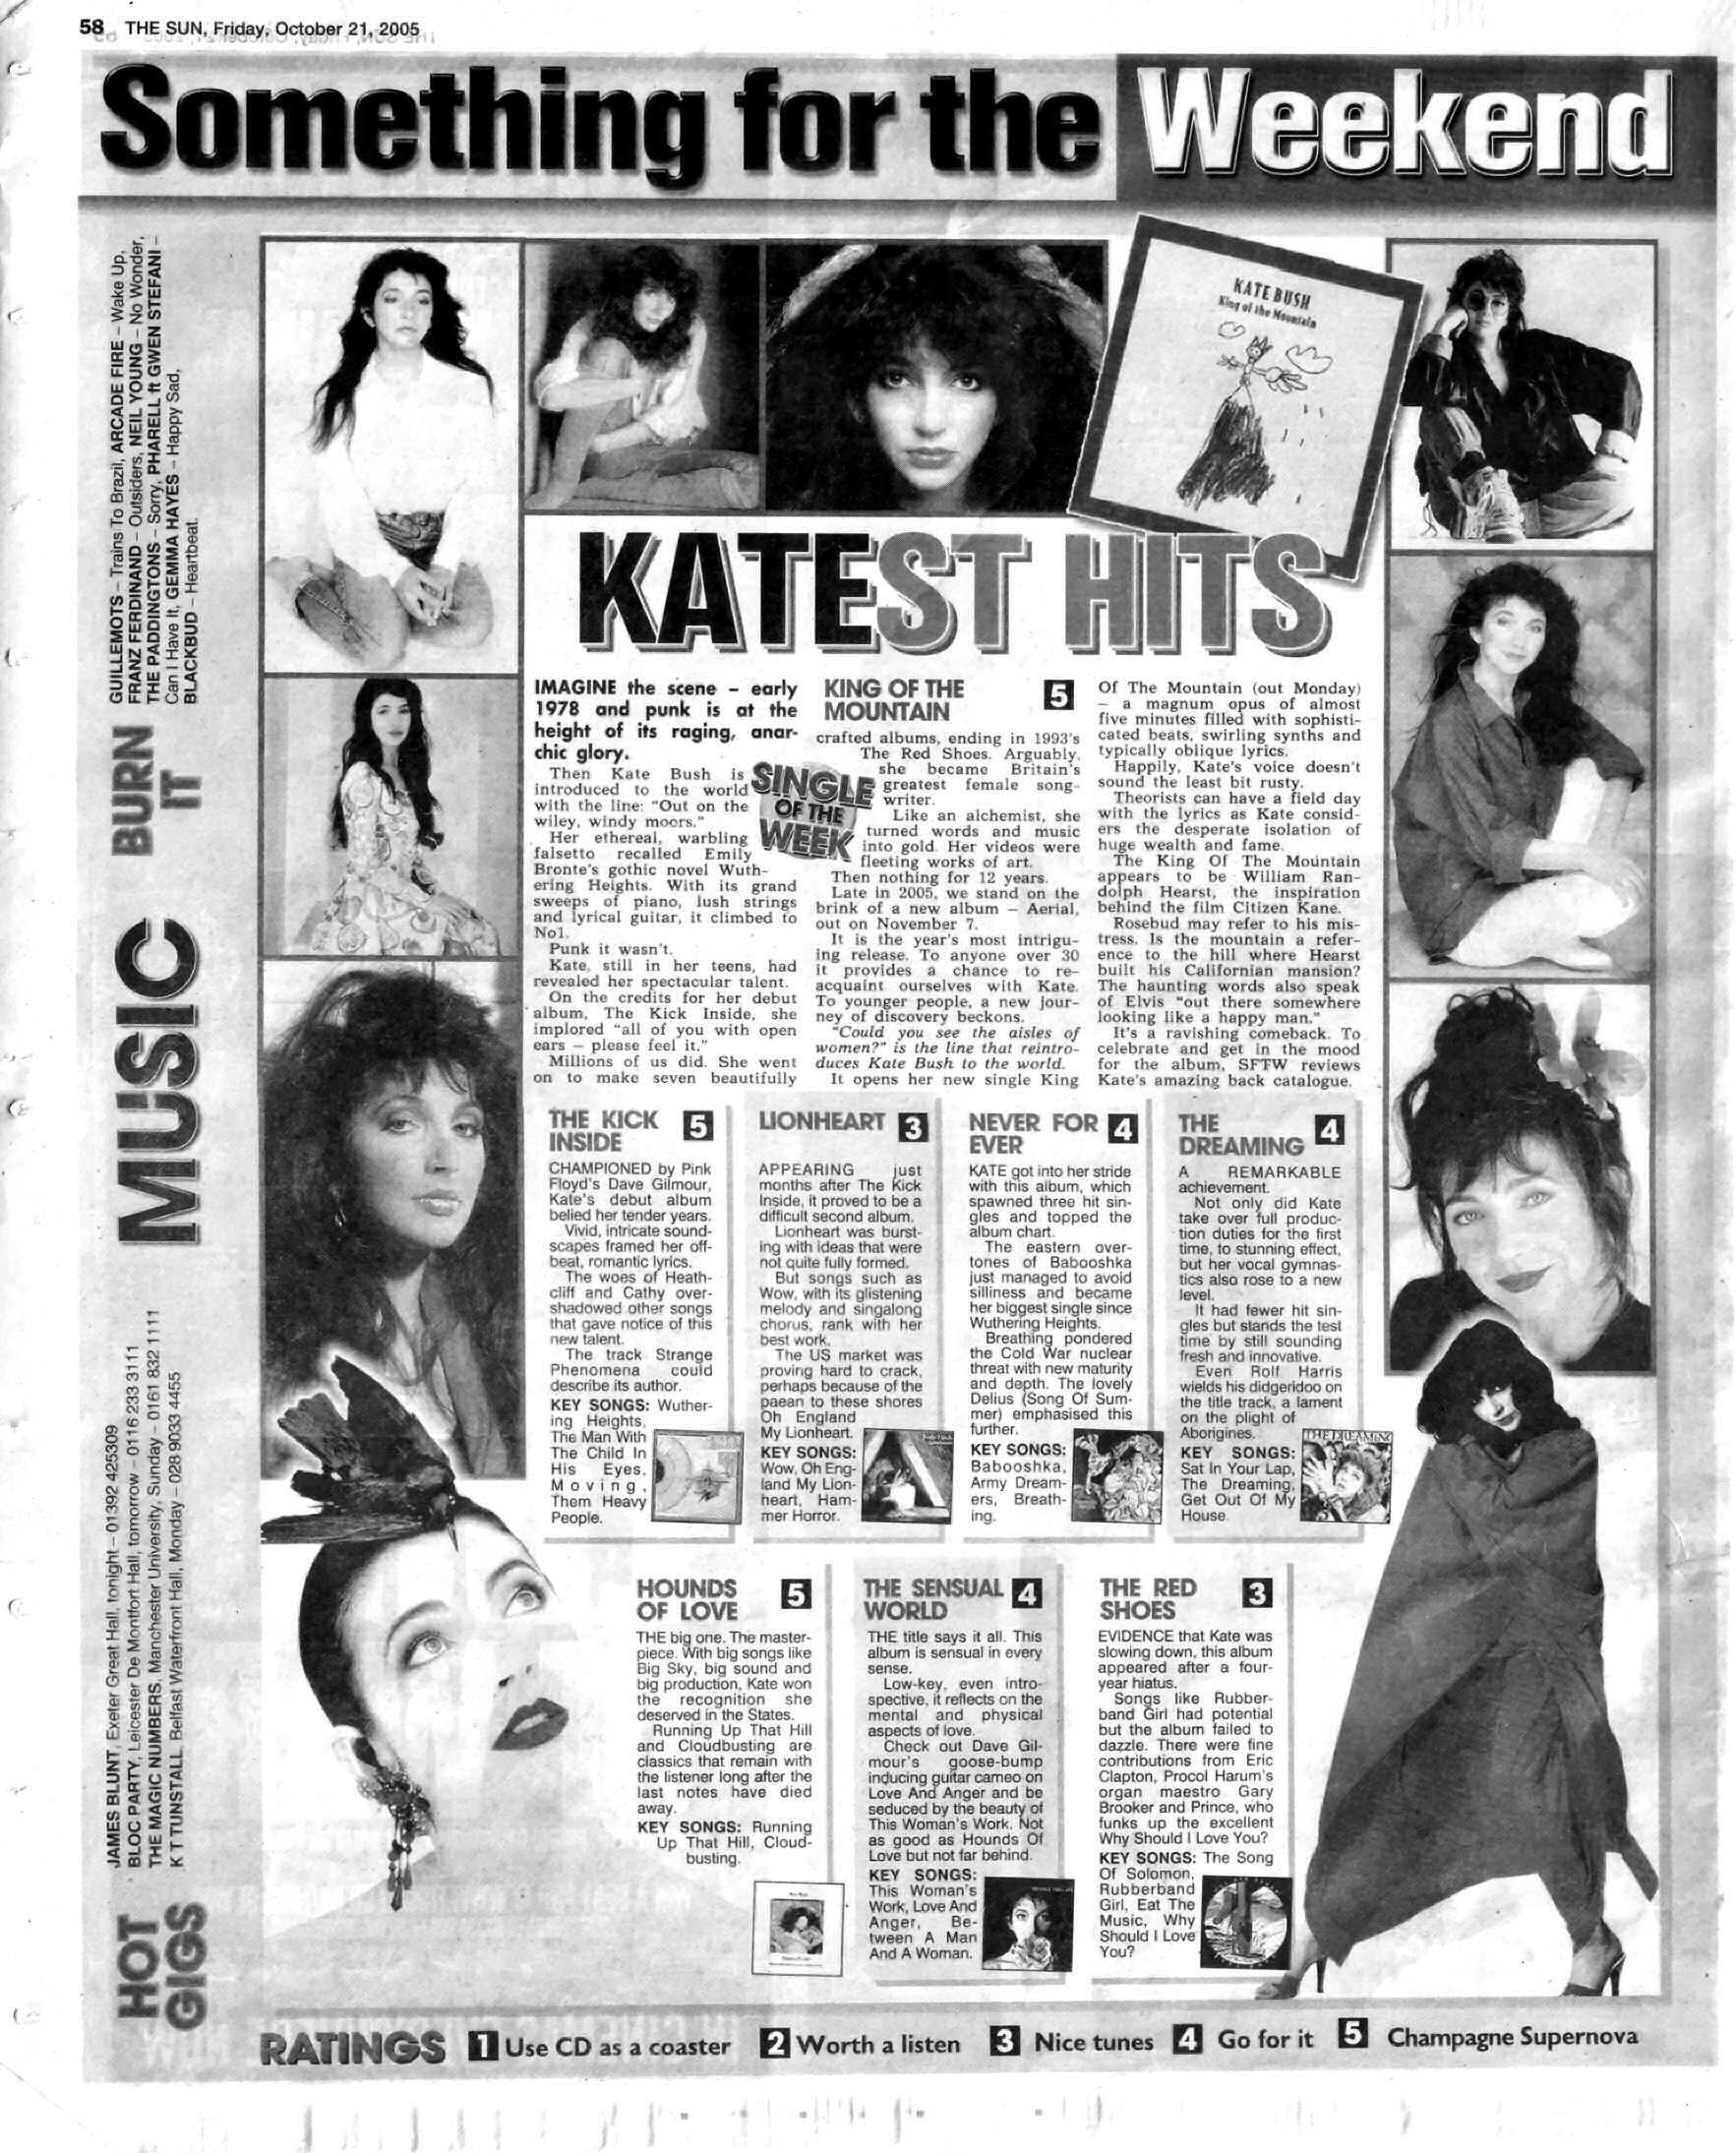 58 THE SUN, Friday, October 21, 2005
Something for the Weekend
GUILLEMOTS – Trains To Brazil, ARCADE FIRE – Wake Up,
FRANZ FERDINAND – Outsiders, NEIL YOUNG – No Wonder,
THE PADDINGTONS – Sorry, PHARELL ft GWEN STEFANI –
Can I Have It, GEMMA HAYES – Happy Sad,
BLACKBUD – Heartbeat.
BURN
IT
MUSIC
JAMES BLUNT, Exeter Great Hall, tonight – 01392 425309
BLOC PARTY, Leicester De Montfort Hall, tomorrow – 0116 233 3111
THE MAGIC NUMBERS, Manchester University, Sunday – 0161 832 1111
K T TUNSTALL, Belfast Waterfront Hall, Monday – 028 9033 4455
HOT
GIGS
KATE BUSH
King of the Mountain
KATEST HITS
IMAGINE the scene – early
1978 and punk is at the
height of its raging, anar-
chic glory.
Then Kate Bush is
introduced to the world
with the line: "Out on the
wiley, windy moors."
Her ethereal, warbling
falsetto recalled Emily
Bronte's gothic novel Wuth-
ering Heights. With its grand
sweeps of piano, lush strings
and lyrical guitar, it climbed to
No1.
Punk it wasn't.
Kate, still in her teens, had
revealed her spectacular talent.
On the credits for her debut
album, The Kick Inside, she
implored "all of you with open
ears – please feel it."
Millions of us did. She went
on to make seven beautifully
SINGLE
OF THE
WEEK
KING OF THE
MOUNTAIN 5
crafted albums, ending in 1993's
The Red Shoes. Arguably,
she became Britain's
greatest female song-
writer.
Like an alchemist, she
turned words and music
into gold. Her videos were
fleeting works of art.
Then nothing for 12 years.
Late in 2005, we stand on the
brink of a new album – Aerial,
out on November 7.
It is the year's most intrigu-
ing release. To anyone over 30
it provides a chance to re-
acquaint ourselves with Kate.
To younger people, a new jour-
ney of discovery beckons.
"Could you see the aisles of
women?" is the line that reintro-
duces Kate Bush to the world.
It opens her new single King
Of The Mountain (out Monday)
– a magnum opus of almost
five minutes filled with sophisti-
cated beats, swirling synths and
typically oblique lyrics.
Happily, Kate's voice doesn't
sound the least bit rusty.
Theorists can have a field day
with the lyrics as Kate consid-
ers the desperate isolation of
huge wealth and fame.
The King Of The Mountain
appears to be William Ran-
dolph Hearst, the inspiration
behind the film Citizen Kane.
Rosebud may refer to his mis-
tress. Is the mountain a refer-
ence to the hill where Hearst
built his Californian mansion?
The haunting words also speak
of Elvis "out there somewhere
looking like a happy man."
It's a ravishing comeback. To
celebrate and get in the mood
for the album, SFTW reviews
Kate's amazing back catalogue.
THE KICK
INSIDE 5
CHAMPIONED by Pink
Floyd's Dave Gilmour,
Kate's debut album
belied her tender years.
Vivid, intricate sound-
scapes framed her off-
beat, romantic lyrics.
The woes of Heath-
cliff and Cathy over-
shadowed other songs
that gave notice of this
new talent.
The track Strange
Phenomena could
describe its author.
KEY SONGS: Wuther-
ing Heights,
The Man With
The Child In
His Eyes,
Moving,
Them Heavy
People.
LIONHEART 3
APPEARING just
months after The Kick
Inside, it proved to be a
difficult second album.
Lionheart was burst-
ing with ideas that were
not quite fully formed.
But songs such as
Wow, with its glistening
melody and singalong
chorus, rank with her
best work.
The US market was
proving hard to crack,
perhaps because of the
paean to these shores
Oh England
My Lionheart.
KEY SONGS:
Wow, Oh Eng-
land My Lion-
heart, Ham-
mer Horror.
NEVER FOR
EVER 4
KATE got into her stride
with this album, which
spawned three hit sin-
gles and topped the
album chart.
The eastern over-
tones of Babooshka
just managed to avoid
silliness and became
her biggest single since
Wuthering Heights.
Breathing pondered
the Cold War nuclear
threat with new maturity
and depth. The lovely
Delius (Song Of Sum-
mer) emphasised this
further.
KEY SONGS:
Babooshka,
Army Dream-
ers, Breath-
ing.
THE
DREAMING 4
A REMARKABLE
achievement.
Not only did Kate
take over full produc-
tion duties for the first
time, to stunning effect,
but her vocal gymnas-
tics also rose to a new
level.
It had fewer hit sin-
gles but stands the test
time by still sounding
fresh and innovative.
Even Rolf Harris
wields his didgeridoo on
the title track, a lament
on the plight of
Aborigines.
KEY SONGS:
Sat In Your Lap,
The Dreaming,
Get Out Of My
House.
THE DREAMING
HOUNDS
OF LOVE 5
THE big one. The master-
piece. With big songs like
Big Sky, big sound and
big production, Kate won
the recognition she
deserved in the States.
Running Up That Hill
and Cloudbusting are
classics that remain with
the listener long after the
last notes have died
away.
KEY SONGS: Running
Up That Hill, Cloud-
busting.
THE SENSUAL
WORLD 4
THE title says it all. This
album is sensual in every
sense.
Low-key, even intro-
spective, it reflects on the
mental and physical
aspects of love.
Check out Dave Gil-
mour's goose-bump
inducing guitar cameo on
Love And Anger and be
seduced by the beauty of
This Woman's Work. Not
as good as Hounds Of
Love but not far behind.
KEY SONGS:
This Woman's
Work, Love And
Anger, Be-
tween A Man
And A Woman.
THE RED
SHOES 3
EVIDENCE that Kate was
slowing down, this album
appeared after a four-
year hiatus.
Songs like Rubber-
band Girl had potential
but the album failed to
dazzle. There were fine
contributions from Eric
Clapton, Procol Harum's
organ maestro Gary
Brooker and Prince, who
funks up the excellent
Why Should I Love You?
KEY SONGS: The Song
Of Solomon,
Rubberband
Girl, Eat The
Music, Why
Should I Love
You?
RATINGS 1 Use CD as a coaster 2 Worth a listen 3 Nice tunes 4 Go for it 5 Champagne Supernova